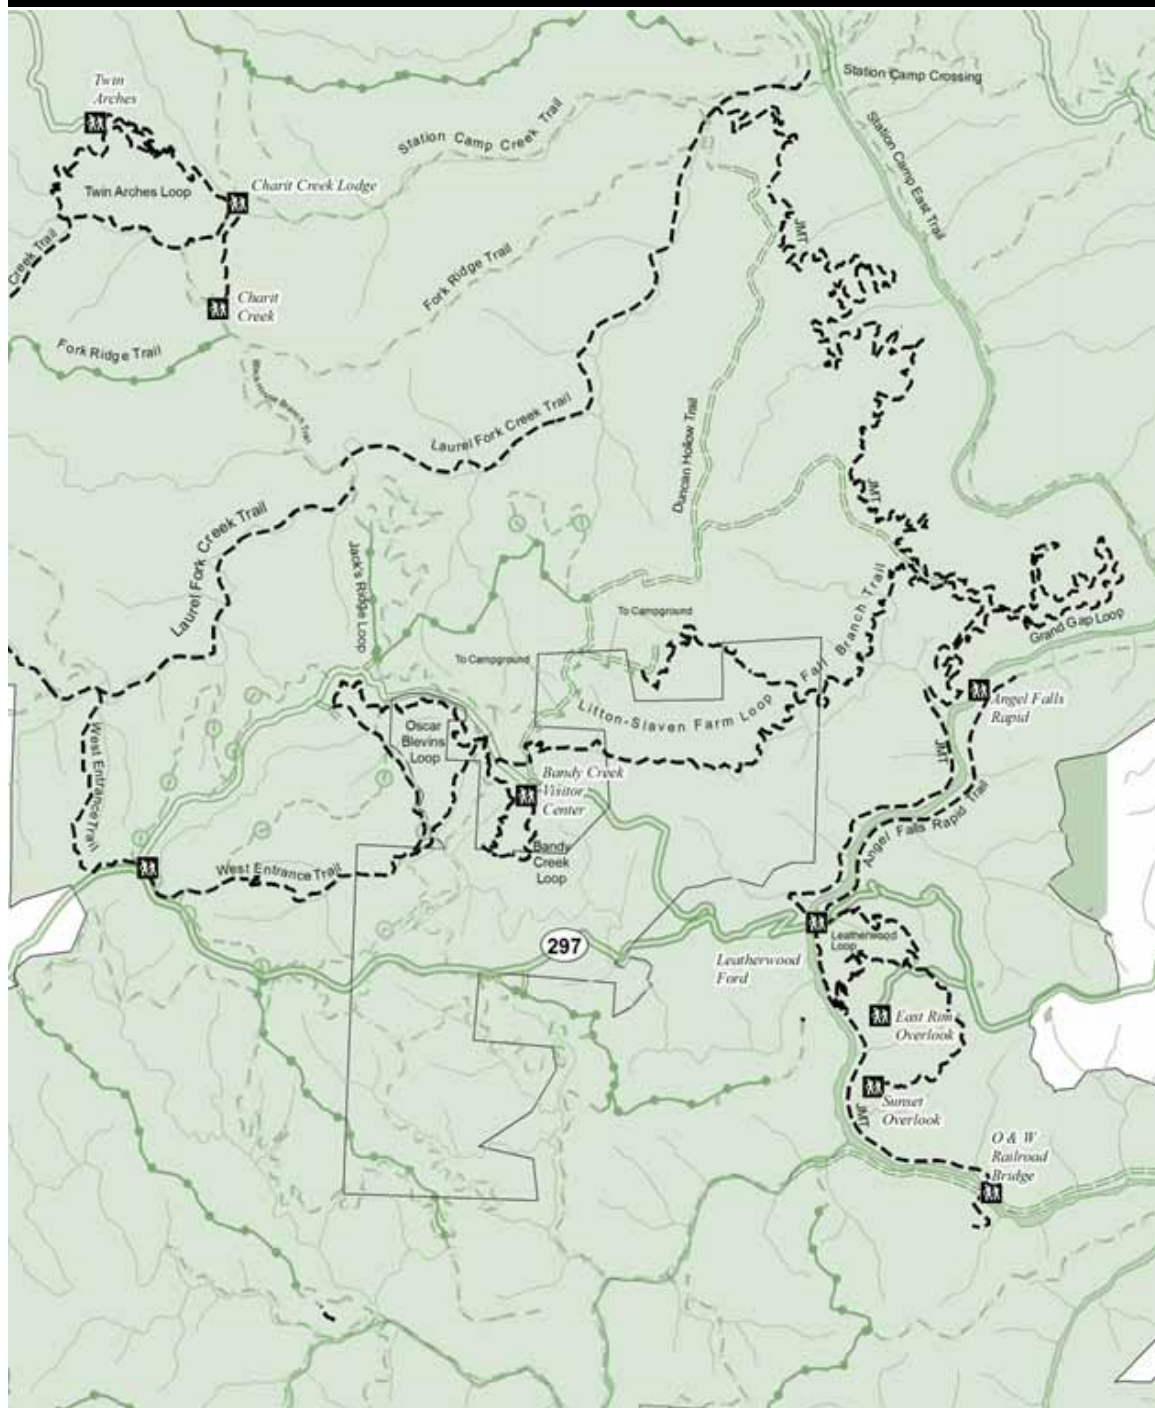 Twin
Arches
Station Camp Crossing
Station Camp Creek Trail
Station Camp East Trail
Twin Arches Loop
Charit Creek Lodge
JMT
Creek Trail
Fork Ridge Trail
Charit
Creek
Fork Ridge Trail
Laurel Fork Creek Trail
Duncan Hollow Trail
JMT
Laurel Fork Creek Trail
Jack's Ridge Loop
To Campground
Fall Branch Trail
Grand Gap Loop
To Campground
Litton-Slaven Farm Loop
Angel Falls
Rapid
West Entrance Trail
Oscar
Blevins
Loop
JMT
Bandy Creek
Visitor
Center
Angel Falls Rapid Trail
Bandy
Creek
Loop
West Entrance Trail
297
Leatherwood
Loop
Leatherwood
Ford
East Rim
Overlook
Sunset
Overlook
JMT
O & W
Railroad
Bridge